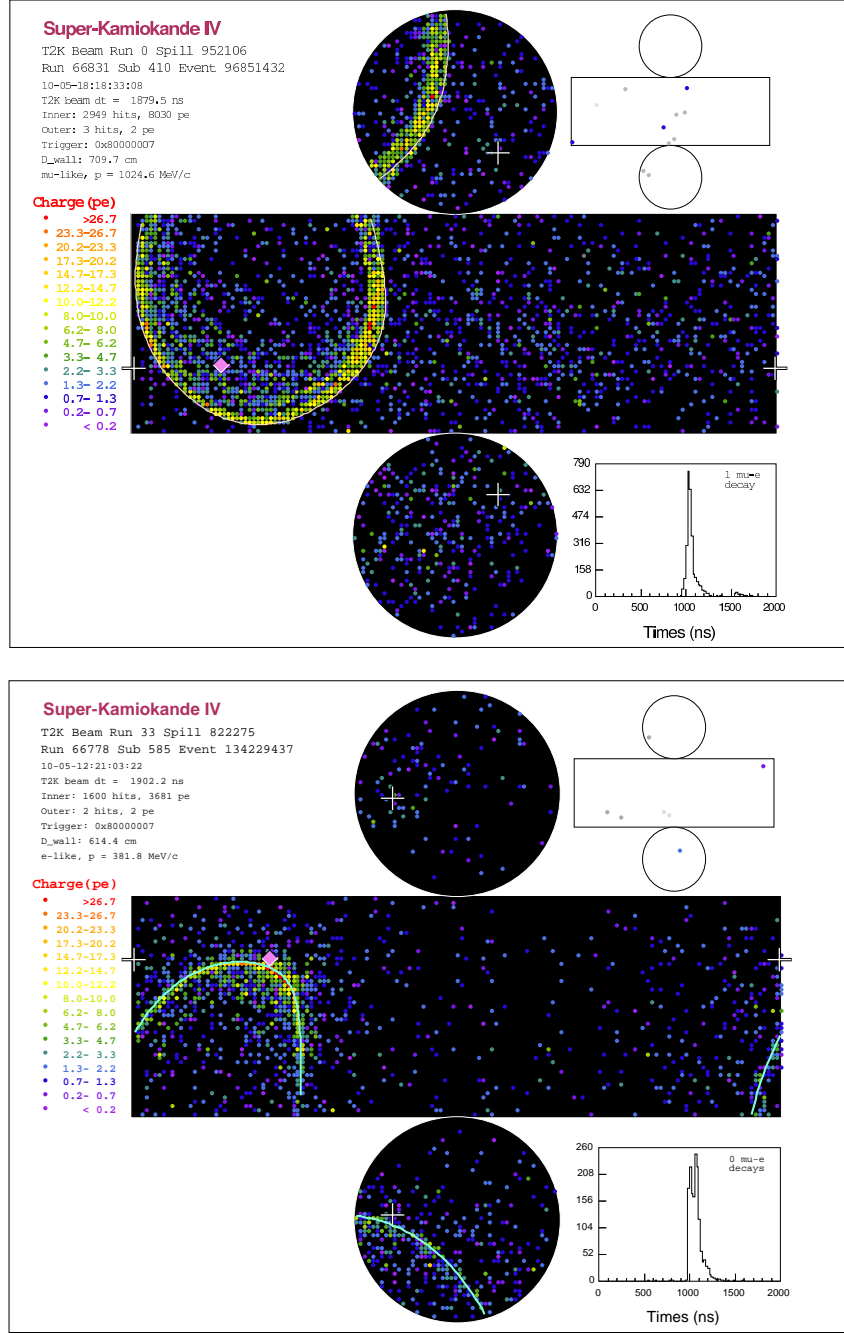 Super-Kamiokande IV
T2K Beam Run 0 Spill 952106
Run 66831 Sub 410 Event 96851432
10-05-18:18:33:08
T2K beam dt = 1879.5 ns
Inner: 2949 hits, 8030 pe
Outer: 3 hits, 2 pe
Trigger: 0x80000007
D_wall: 709.7 cm
mu-like, p = 1024.6 MeV/c
Charge(pe)
>26.7
23.3-26.7
20.2-23.3
17.3-20.2
14.7-17.3
12.2-14.7
10.0-12.2
8.0-10.0
6.2- 8.0
4.7- 6.2
3.3- 4.7
2.2- 3.3
1.3- 2.2
0.7- 1.3
0.2- 0.7
< 0.2
1 mu-e
decay
790
632
474
316
158
0
0 500 1000 1500 2000
Times (ns)
Super-Kamiokande IV
T2K Beam Run 33 Spill 822275
Run 66778 Sub 585 Event 134229437
10-05-12:21:03:22
T2K beam dt = 1902.2 ns
Inner: 1600 hits, 3681 pe
Outer: 2 hits, 2 pe
Trigger: 0x80000007
D_wall: 614.4 cm
e-like, p = 381.8 MeV/c
Charge(pe)
>26.7
23.3-26.7
20.2-23.3
17.3-20.2
14.7-17.3
12.2-14.7
10.0-12.2
8.0-10.0
6.2- 8.0
4.7- 6.2
3.3- 4.7
2.2- 3.3
1.3- 2.2
0.7- 1.3
0.2- 0.7
< 0.2
0 mu-e
decays
260
208
156
104
52
0
0 500 1000 1500 2000
Times (ns)